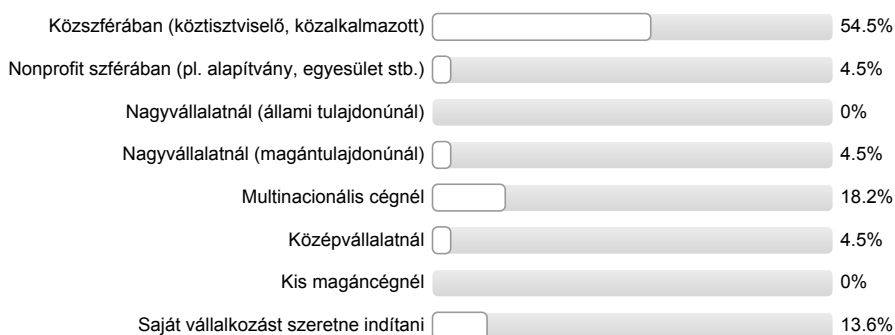 Közszférában (köztisztviselő, közalkalmazott) 54.5%
Nonprofit szférában (pl. alapítvány, egyesület stb.) 4.5%
Nagyvállalatnál (állami tulajdonúnál) 0%
Nagyvállalatnál (magántulajdonúnál) 4.5%
Multinacionális cégnél 18.2%
Középvállalatnál 4.5%
Kis magáncégnél 0%
Saját vállalkozást szeretne indítani 13.6%